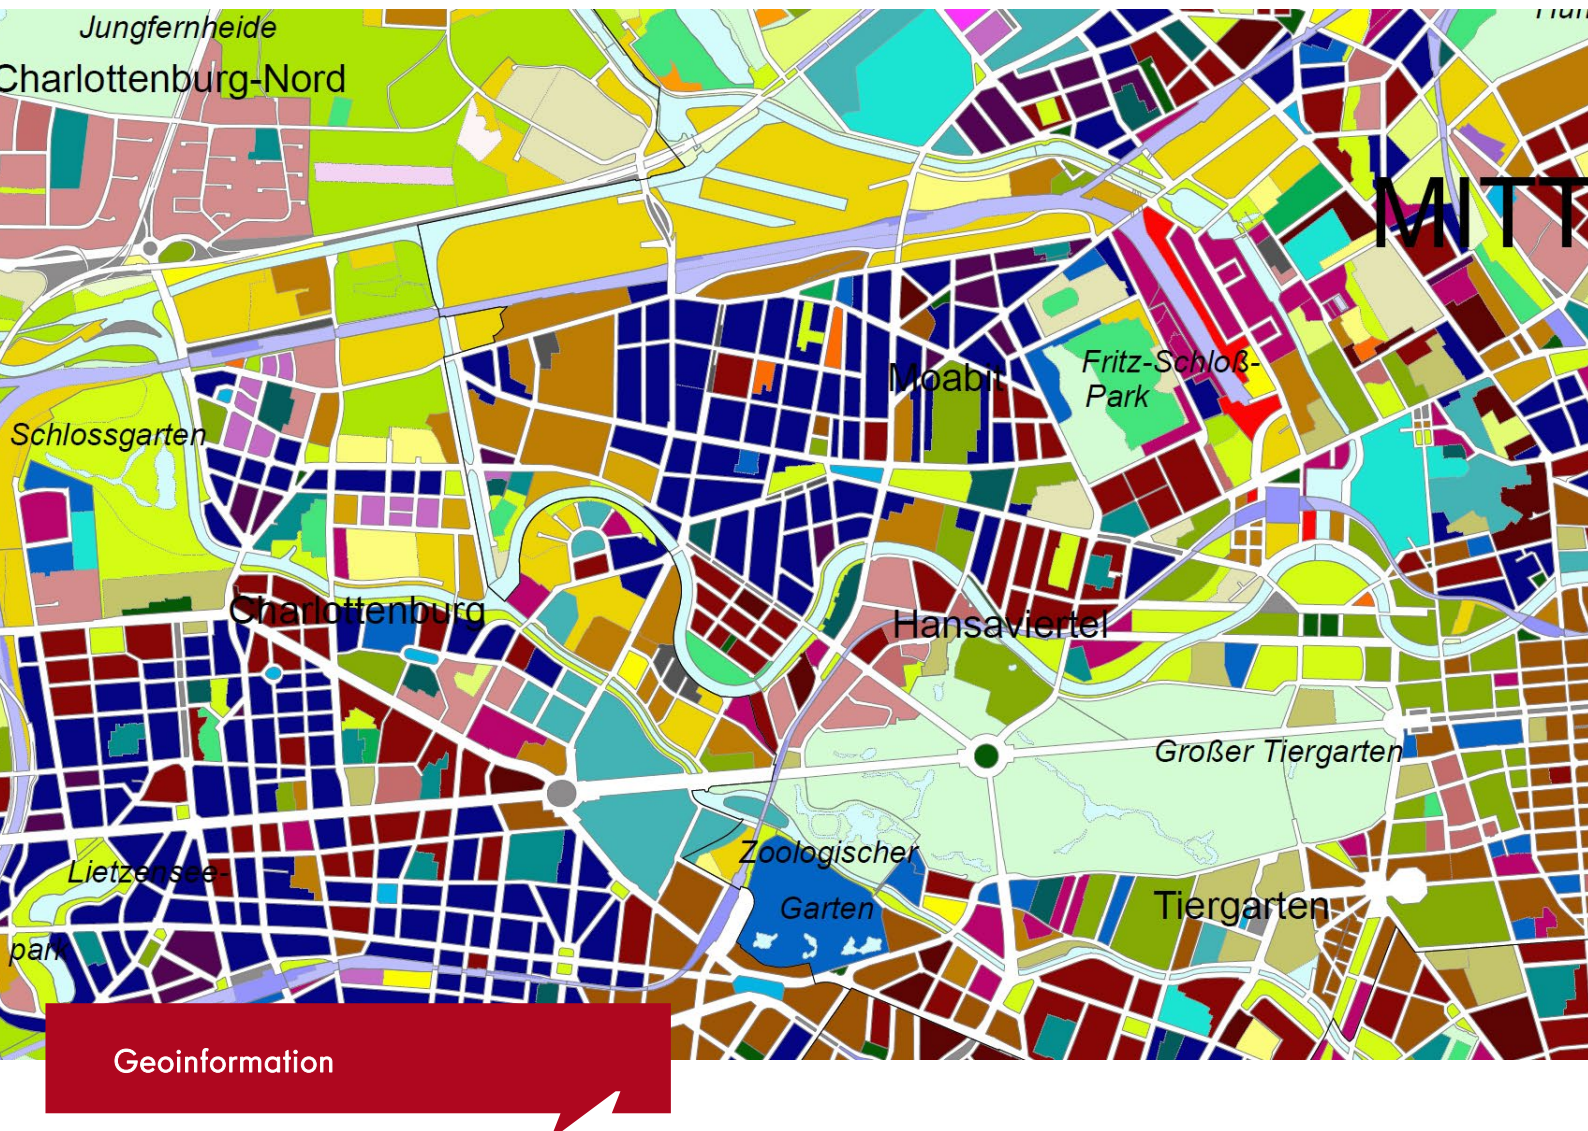 Jungfernheide
Charlottenburg-Nord
MITT
Moabit
Fritz-Schloß-
Park
Schlossgarten
Charlottenburg
Hansaviertel
Großer Tiergarten
Zoologischer
Garten
Lietzensee-
park
Tiergarten
Geoinformation